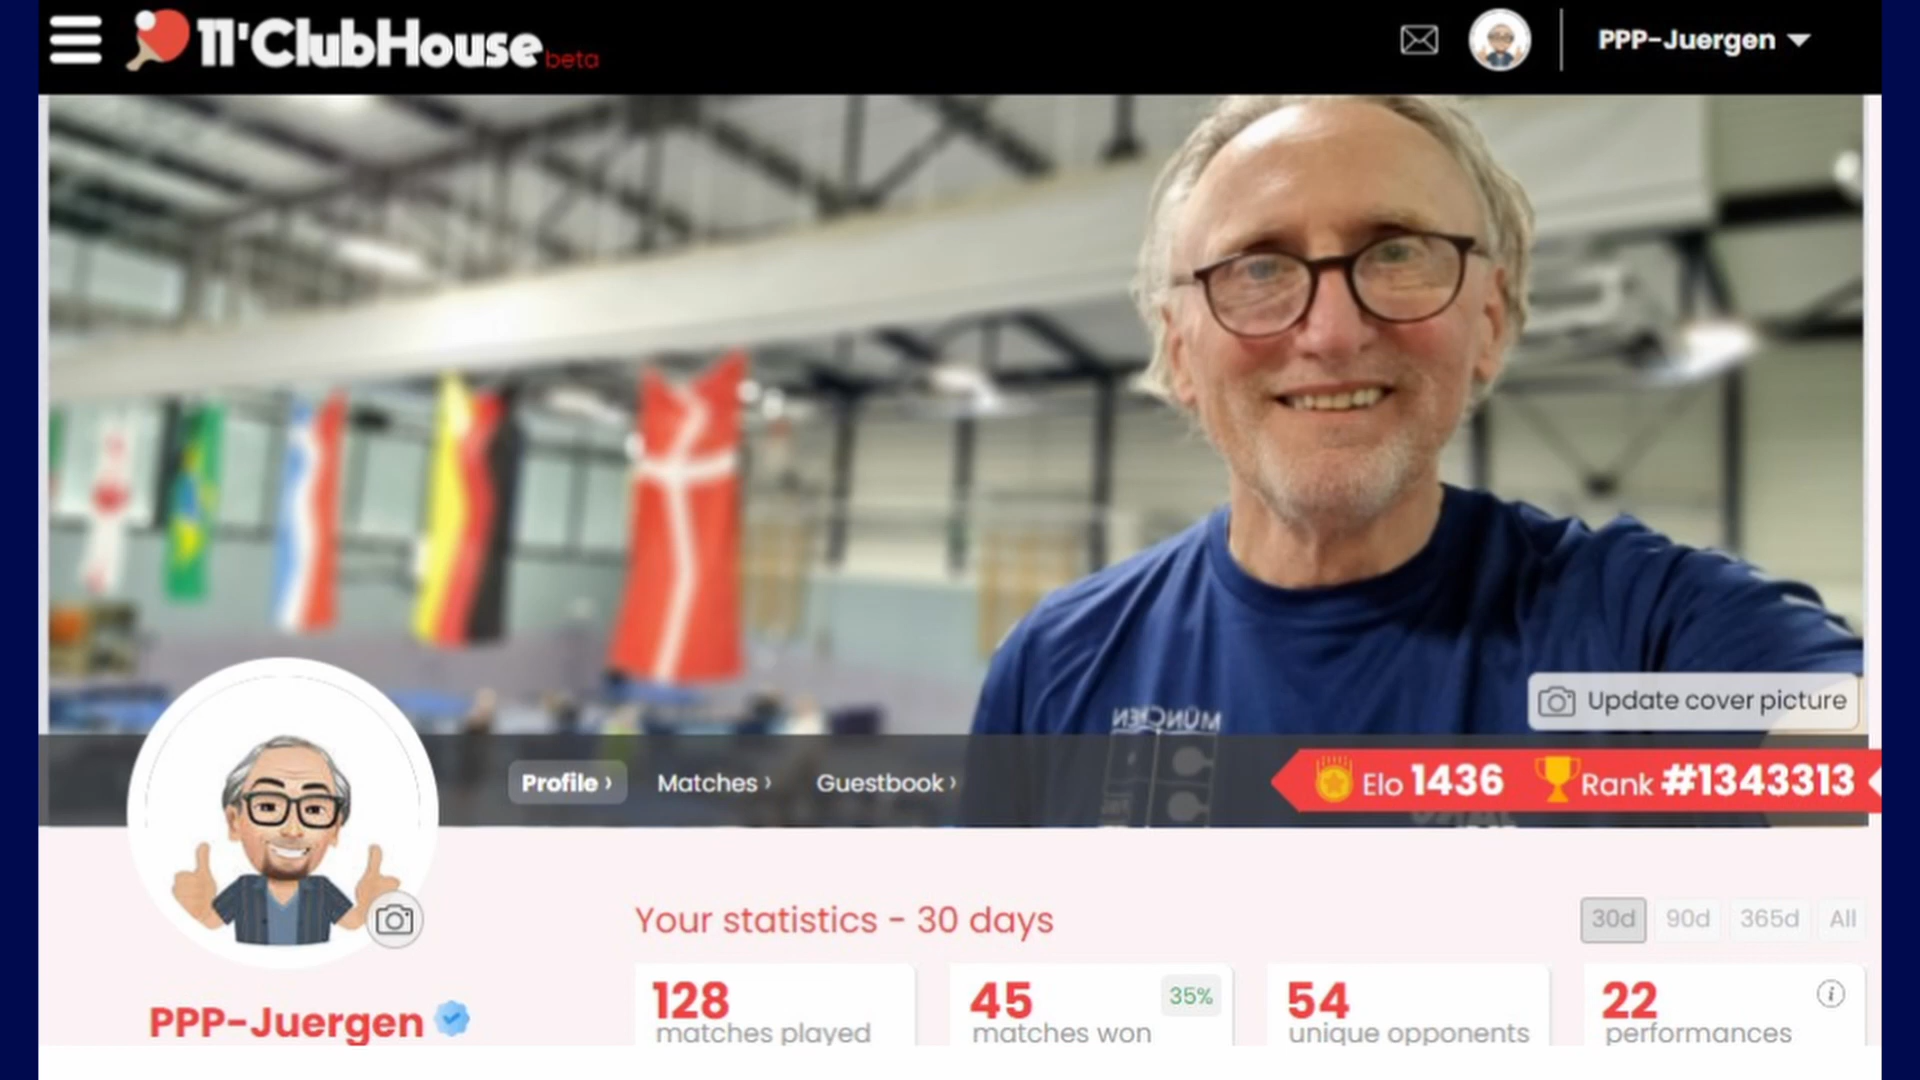 11'ClubHouse beta
PPP-Juergen
MÜNCHEN
Update cover picture
Profile ›
Matches ›
Guestbook ›
Elo 1436
Rank #1343313
Your statistics - 30 days
30d
90d
365d
All
128
matches played
45
35%
matches won
54
unique opponents
22
performances
PPP-Juergen